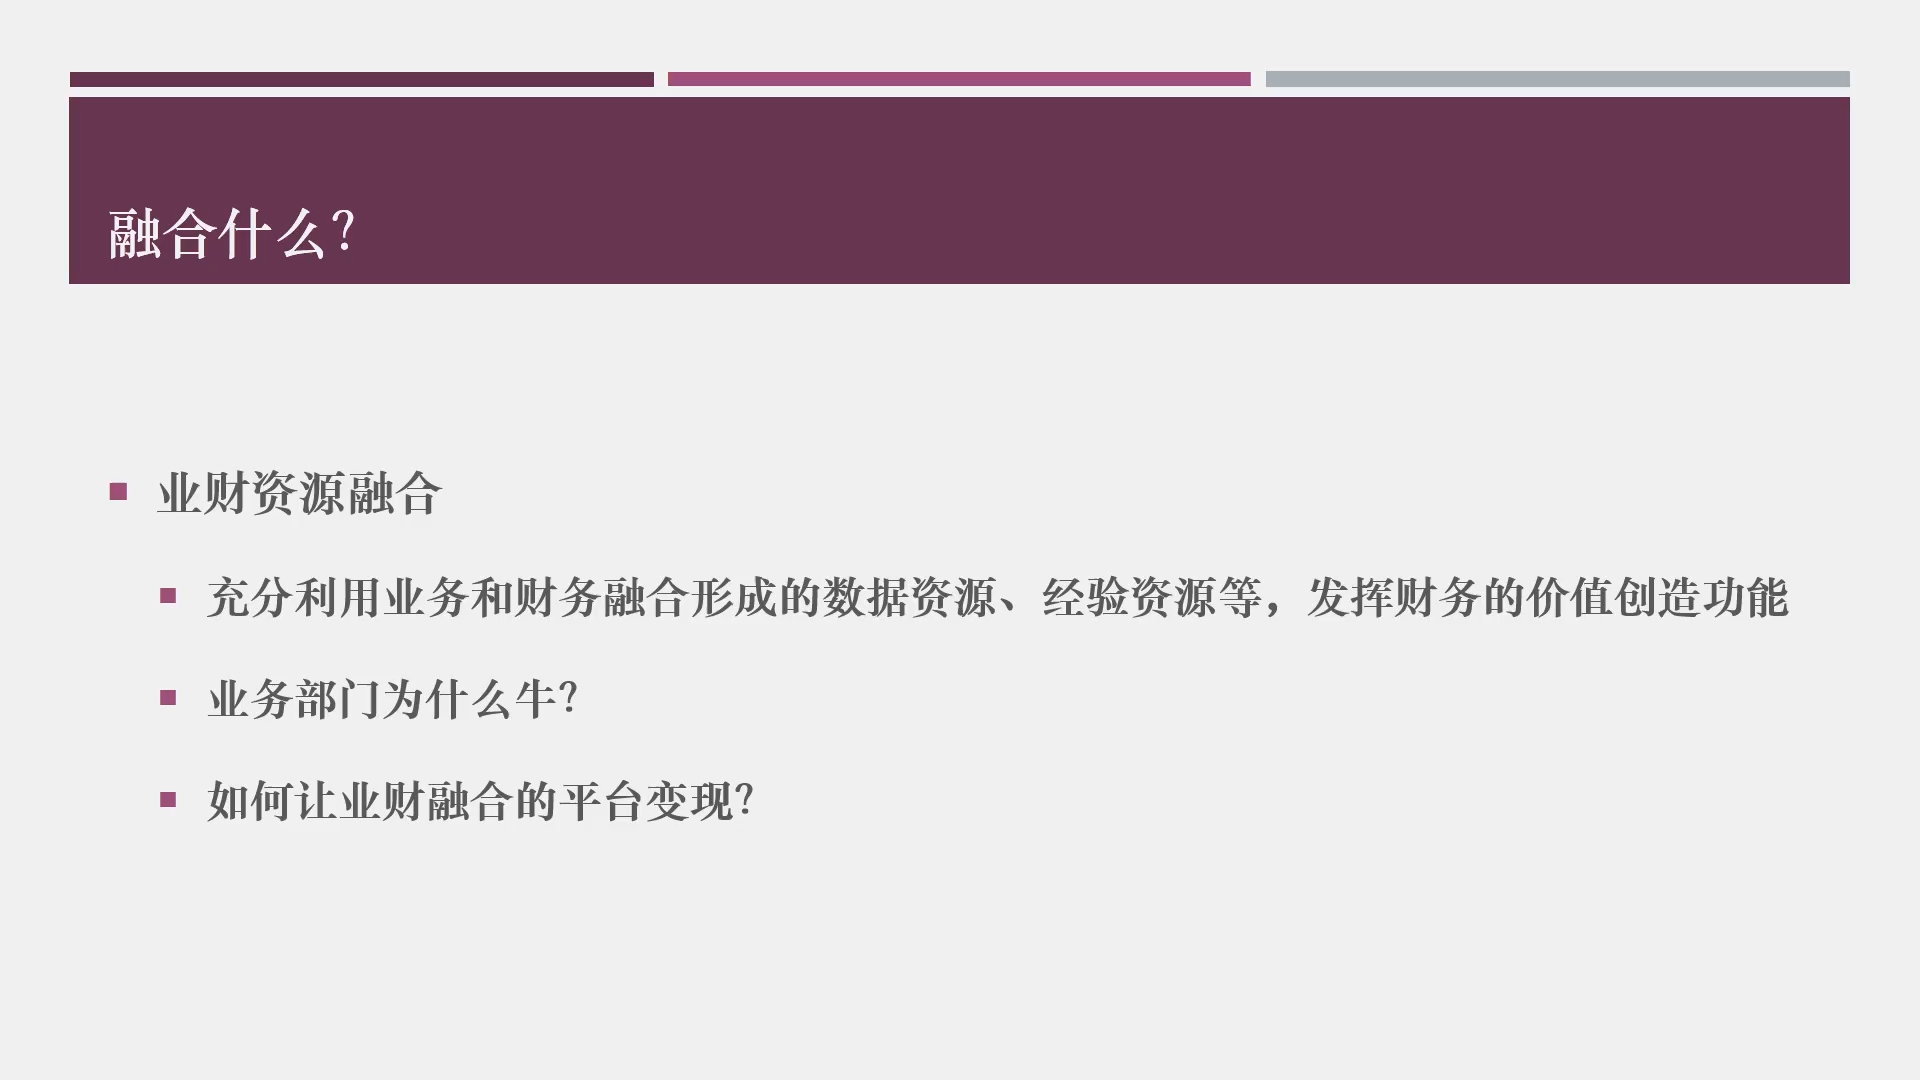 融合什么？
业财资源融合
充分利用业务和财务融合形成的数据资源、经验资源等，发挥财务的价值创造功能
业务部门为什么牛？
如何让业财融合的平台变现？